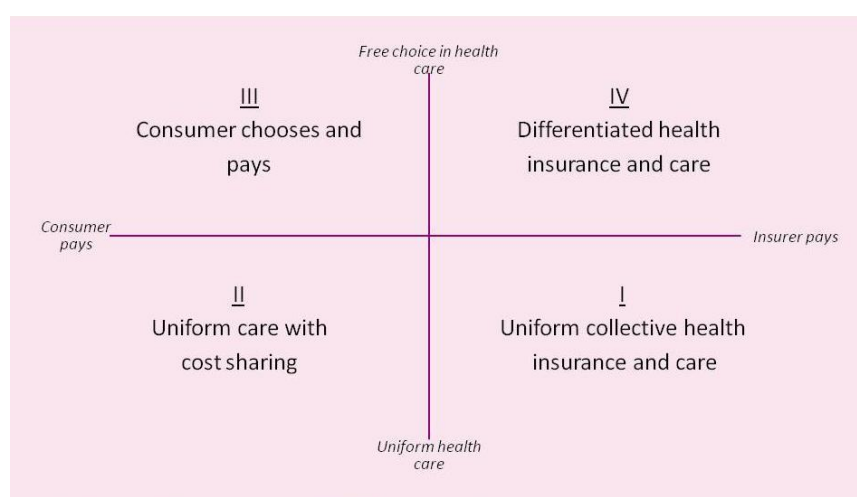 Free choice in health
care
III
Consumer chooses and
pays
IV
Differentiated health
insurance and care
Consumer
pays
Insurer pays
II
Uniform care with
cost sharing
I
Uniform collective health
insurance and care
Uniform health
care